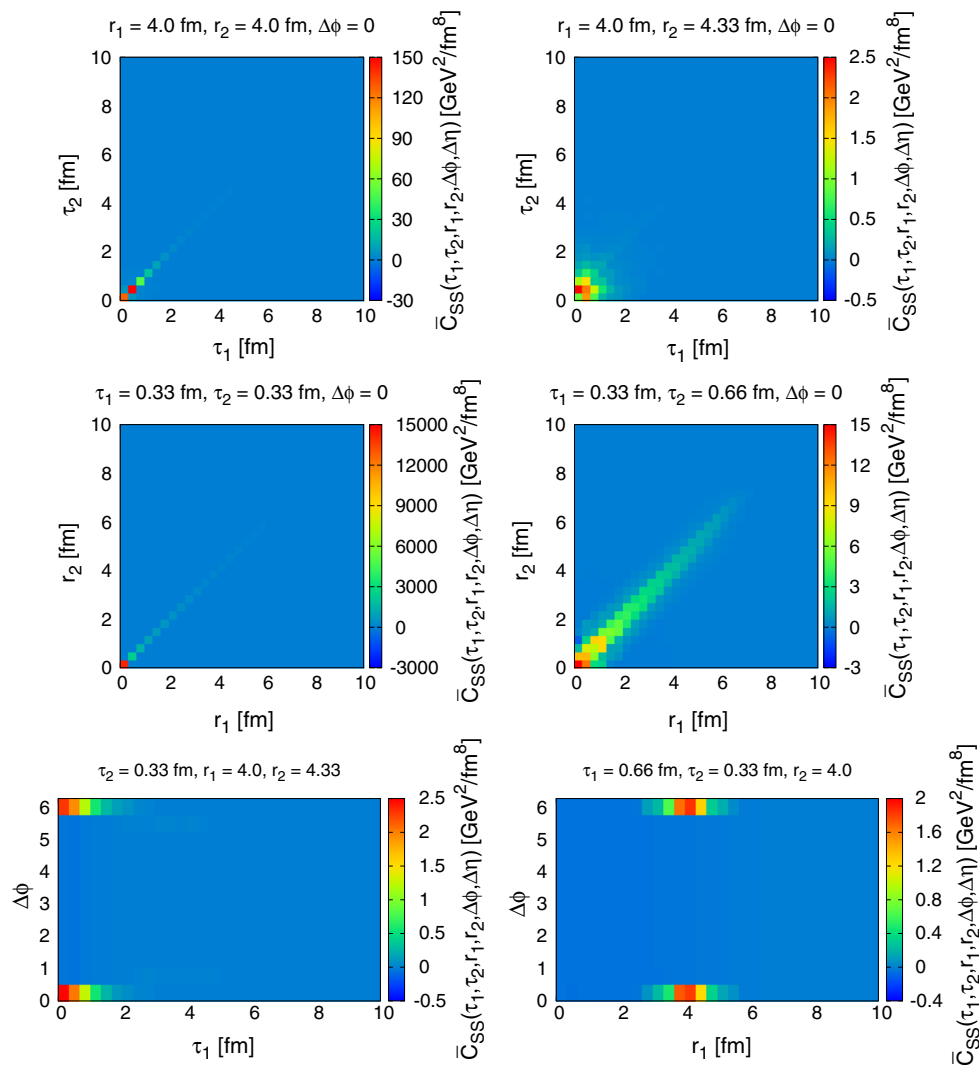 r₁ = 4.0 fm, r₂ = 4.0 fm, Δϕ = 0
10
8
6
4
2
0
τ₂ [fm]
0 2 4 6 8 10
τ₁ [fm]
150
120
90
60
30
0
-30
C̅_SS(τ₁,τ₂,r₁,r₂,Δϕ,Δη) [GeV²/fm⁸]
r₁ = 4.0 fm, r₂ = 4.33 fm, Δϕ = 0
10
8
6
4
2
0
τ₂ [fm]
0 2 4 6 8 10
τ₁ [fm]
2.5
2
1.5
1
0.5
0
-0.5
C̅_SS(τ₁,τ₂,r₁,r₂,Δϕ,Δη) [GeV²/fm⁸]
τ₁ = 0.33 fm, τ₂ = 0.33 fm, Δϕ = 0
10
8
6
4
2
0
r₂ [fm]
0 2 4 6 8 10
r₁ [fm]
15000
12000
9000
6000
3000
0
-3000
C̅_SS(τ₁,τ₂,r₁,r₂,Δϕ,Δη) [GeV²/fm⁸]
τ₁ = 0.33 fm, τ₂ = 0.66 fm, Δϕ = 0
10
8
6
4
2
0
r₂ [fm]
0 2 4 6 8 10
r₁ [fm]
15
12
9
6
3
0
-3
C̅_SS(τ₁,τ₂,r₁,r₂,Δϕ,Δη) [GeV²/fm⁸]
τ₂ = 0.33 fm, r₁ = 4.0, r₂ = 4.33
6
5
4
3
2
1
0
Δϕ
0 2 4 6 8 10
τ₁ [fm]
2.5
2
1.5
1
0.5
0
-0.5
C̅_SS(τ₁,τ₂,r₁,r₂,Δϕ,Δη) [GeV²/fm⁸]
τ₁ = 0.66 fm, τ₂ = 0.33 fm, r₂ = 4.0
6
5
4
3
2
1
0
Δϕ
0 2 4 6 8 10
r₁ [fm]
2
1.6
1.2
0.8
0.4
0
-0.4
C̅_SS(τ₁,τ₂,r₁,r₂,Δϕ,Δη) [GeV²/fm⁸]